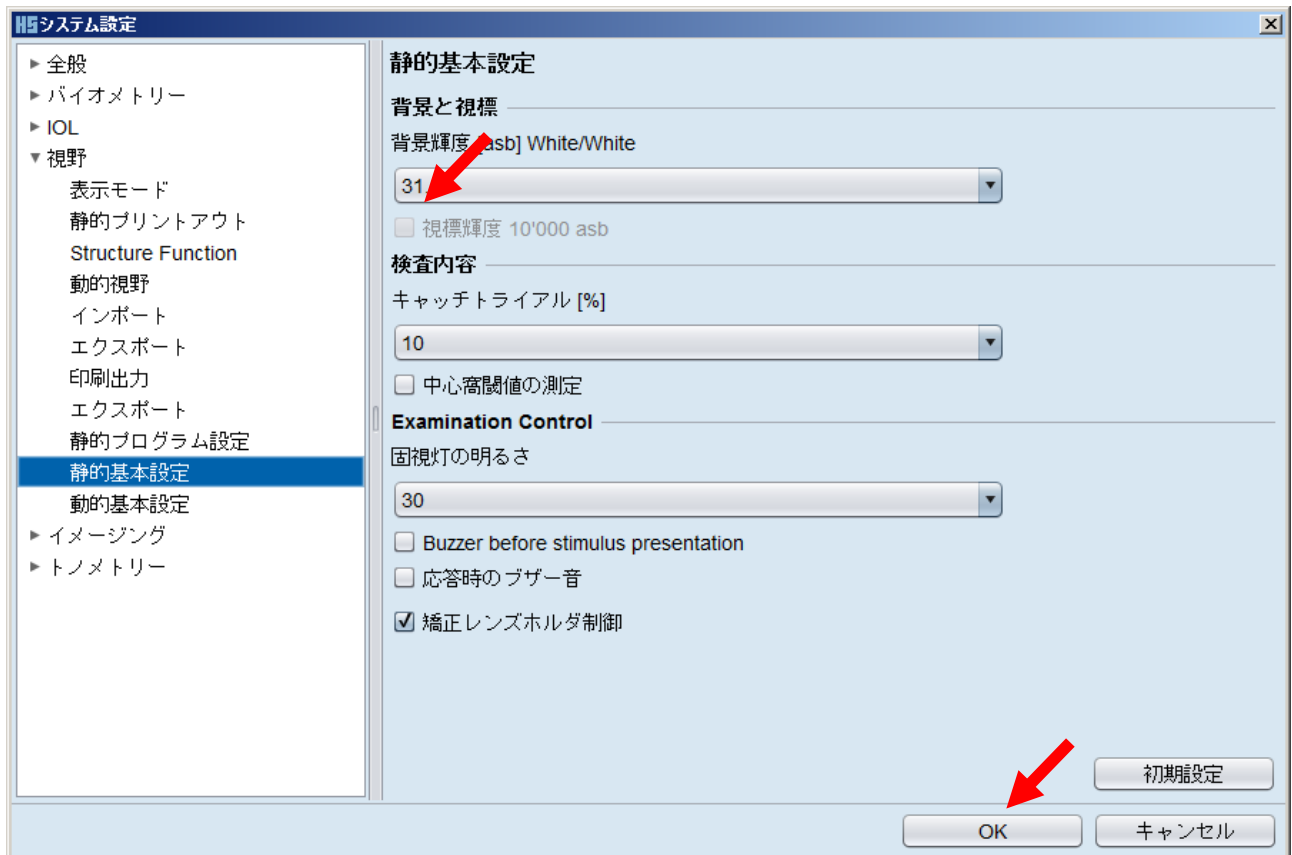 HSシステム設定
全般
バイオメトリー
IOL
視野
表示モード
静的プリントアウト
Structure Function
動的視野
インポート
エクスポート
印刷出力
エクスポート
静的プログラム設定
静的基本設定
動的基本設定
イメージング
トノメトリー
静的基本設定
背景と視標
背景輝度 [asb] White/White
31.
視標輝度 10'000 asb
検査内容
キャッチトライアル [%]
10
中心窩閾値の測定
Examination Control
固視灯の明るさ
30
Buzzer before stimulus presentation
応答時のブザー音
矯正レンズホルダ制御
初期設定
OK
キャンセル